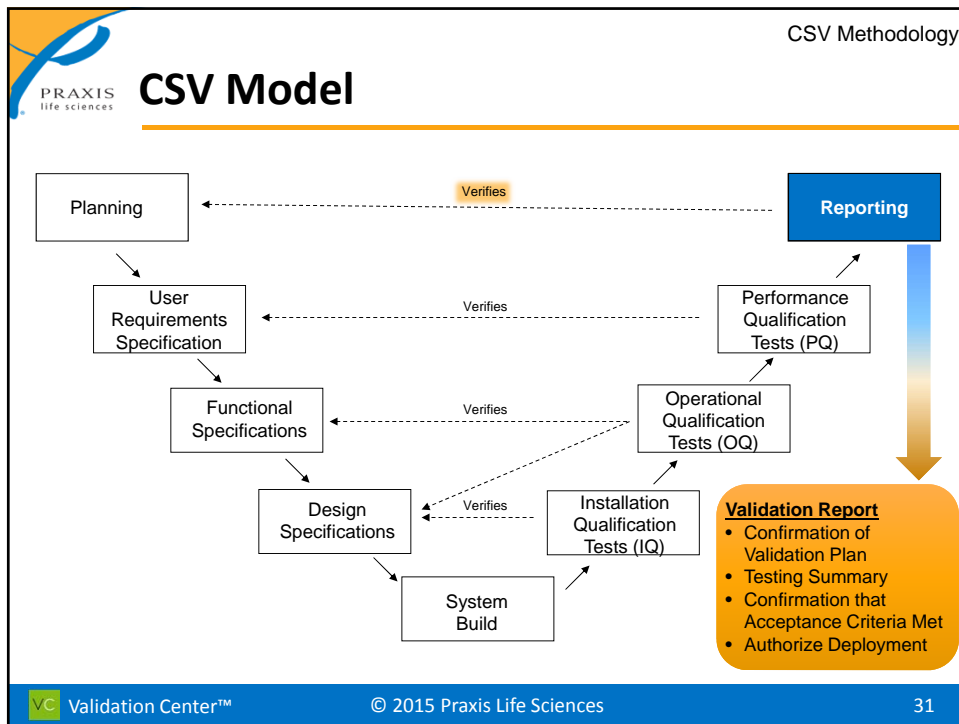 CSV Methodology
PRAXIS
life sciences
CSV Model
Planning
Verifies
Reporting
User
Requirements
Specification
Verifies
Performance
Qualification
Tests (PQ)
Functional
Specifications
Verifies
Operational
Qualification
Tests (OQ)
Design
Specifications
Verifies
Installation
Qualification
Tests (IQ)
System
Build
Validation Report
• Confirmation of
Validation Plan
• Testing Summary
• Confirmation that
Acceptance Criteria Met
• Authorize Deployment
VC Validation Center™ © 2015 Praxis Life Sciences 31